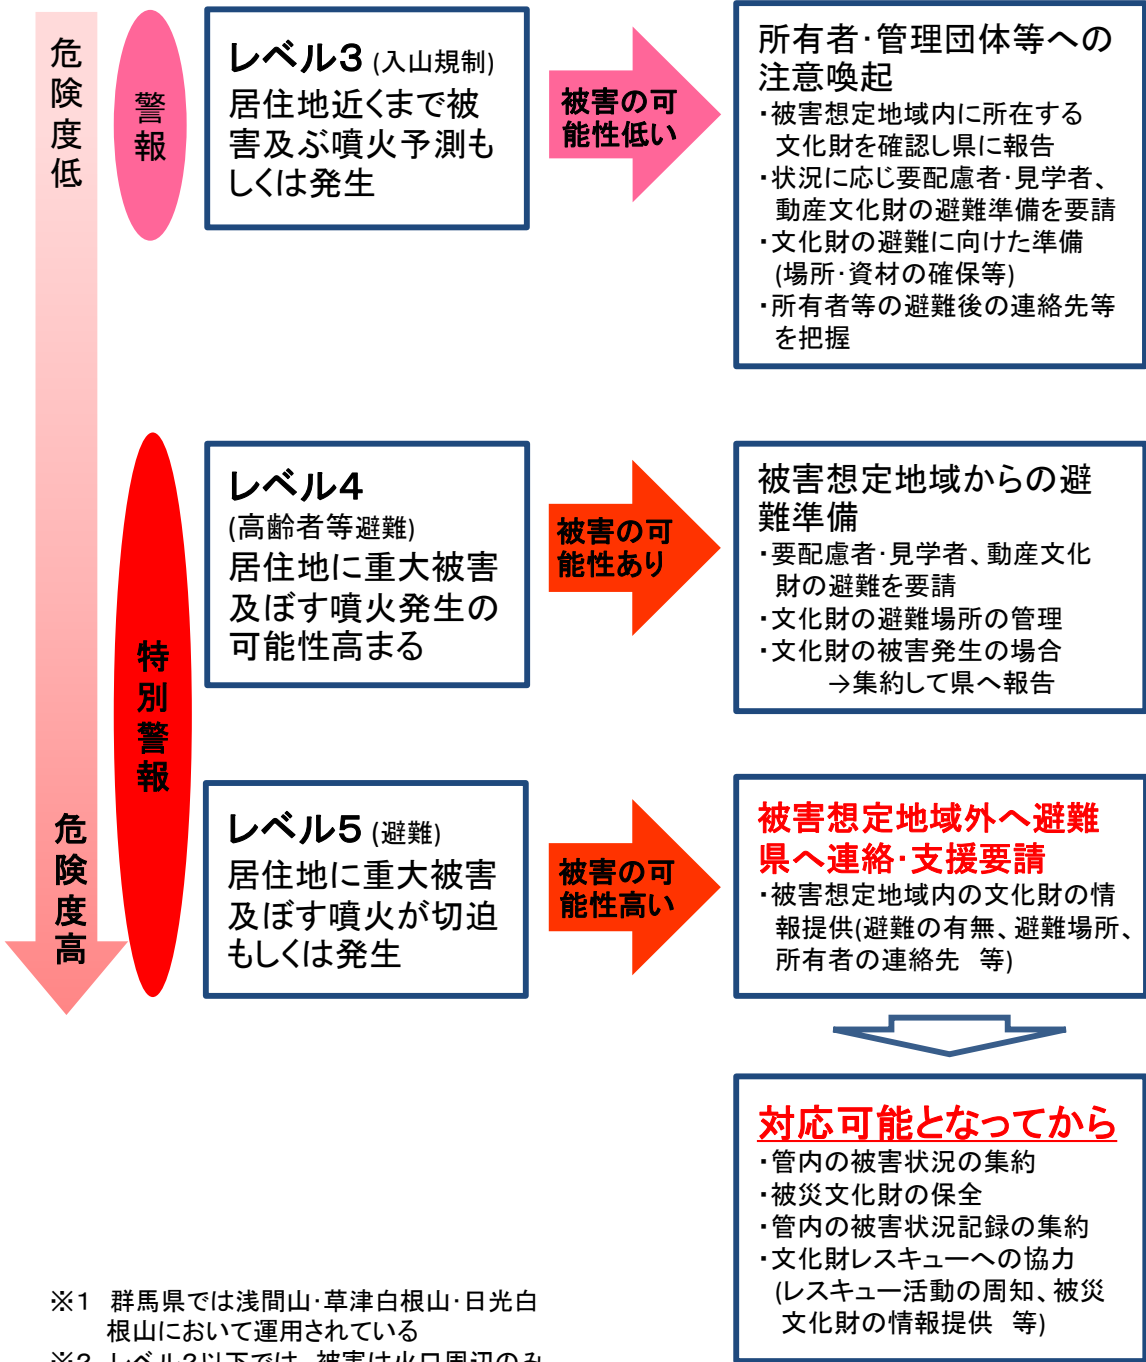 危険度低
警報
レベル3 (入山規制)
居住地近くまで被
害及ぶ噴火予測も
しくは発生
被害の可
能性低い
所有者・管理団体等への
注意喚起
・被害想定地域内に所在する
文化財を確認し県に報告
・状況に応じ要配慮者・見学者、
動産文化財の避難準備を要請
・文化財の避難に向けた準備
(場所・資材の確保等)
・所有者等の避難後の連絡先等
を把握
特別警報
レベル4
(高齢者等避難)
居住地に重大被害
及ぼす噴火発生の
可能性高まる
被害の可
能性あり
被害想定地域からの避
難準備
・要配慮者・見学者、動産文化
財の避難を要請
・文化財の避難場所の管理
・文化財の被害発生の場合
→集約して県へ報告
危険度高
レベル5 (避難)
居住地に重大被害
及ぼす噴火が切迫
もしくは発生
被害の可
能性高い
被害想定地域外へ避難
県へ連絡・支援要請
・被害想定地域内の文化財の情
報提供(避難の有無、避難場所、
所有者の連絡先 等)
対応可能となってから
・管内の被害状況の集約
・被災文化財の保全
・管内の被害状況記録の集約
・文化財レスキューへの協力
(レスキュー活動の周知、被災
文化財の情報提供 等)
※1 群馬県では浅間山・草津白根山・日光白
根山において運用されている
※2 レベル2以下では、被害は火口周辺のみ